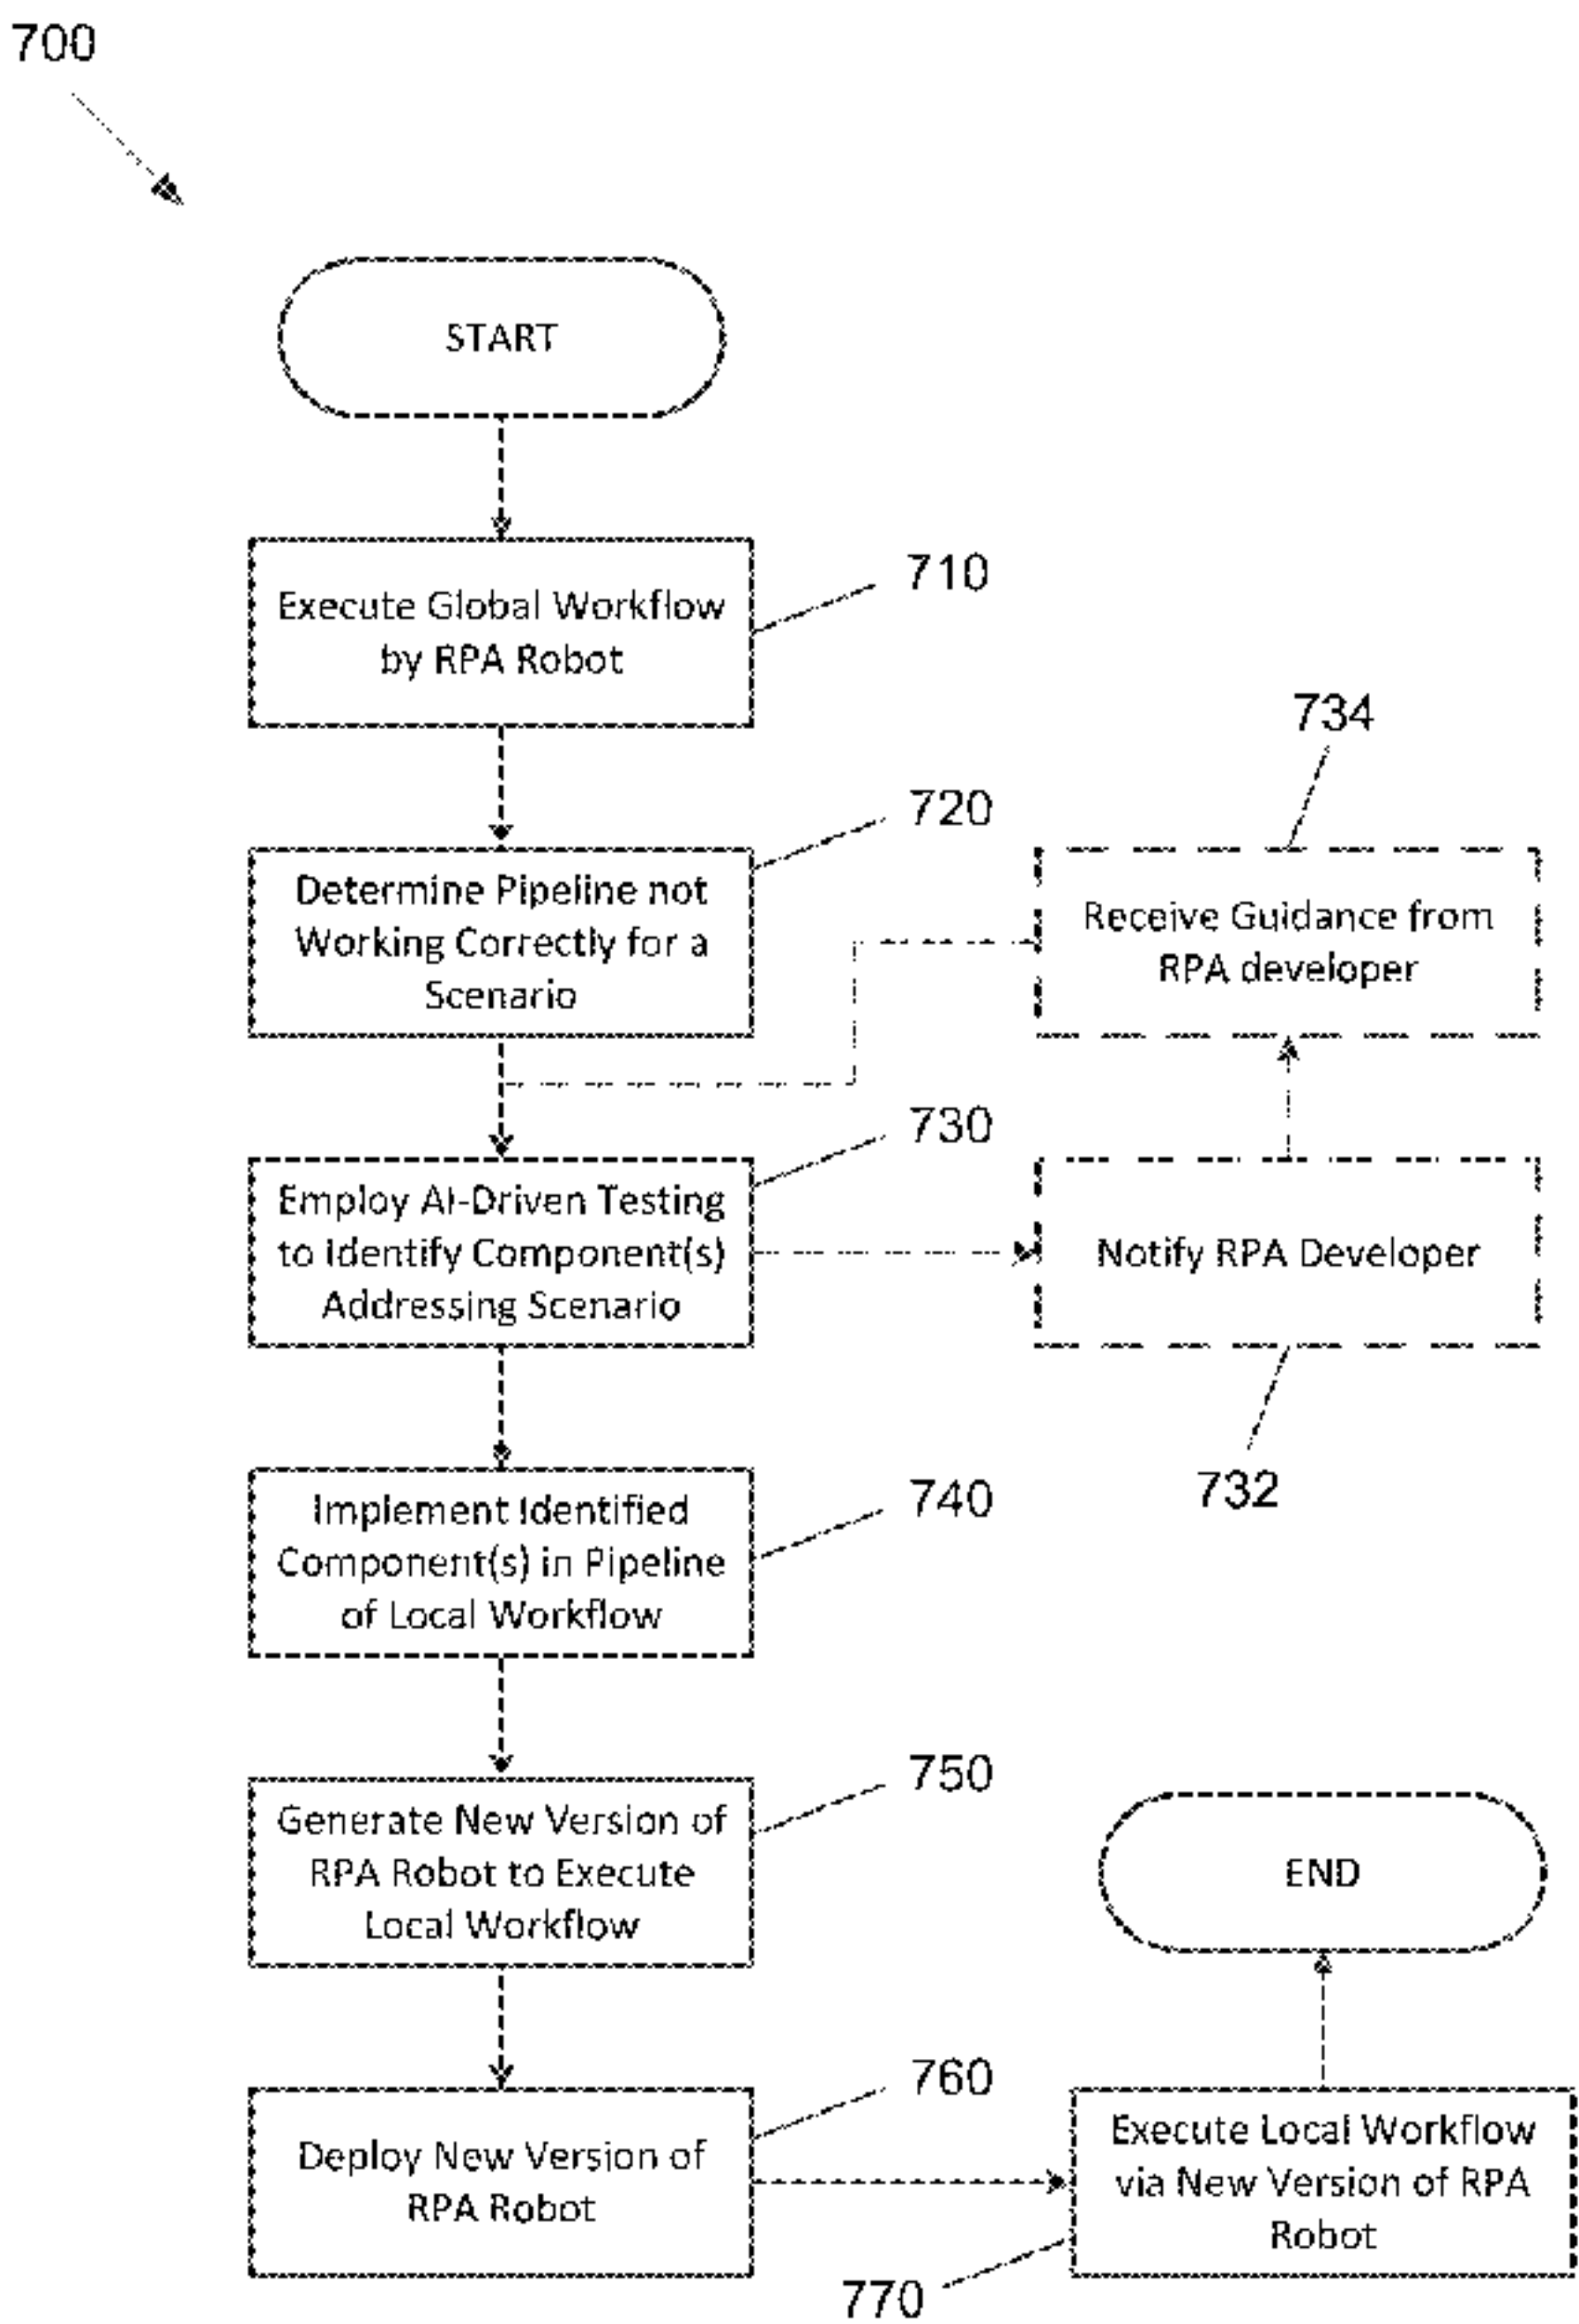 700
START
Execute Global Workflow
by RPA Robot
710
Determine Pipeline not
Working Correctly for a
Scenario
720
734
Receive Guidance from
RPA developer
Employ AI-Driven Testing
to Identify Component(s)
Addressing Scenario
730
Notify RPA Developer
732
Implement Identified
Component(s) in Pipeline
of Local Workflow
740
Generate New Version of
RPA Robot to Execute
Local Workflow
750
END
Deploy New Version of
RPA Robot
760
Execute Local Workflow
via New Version of RPA
Robot
770